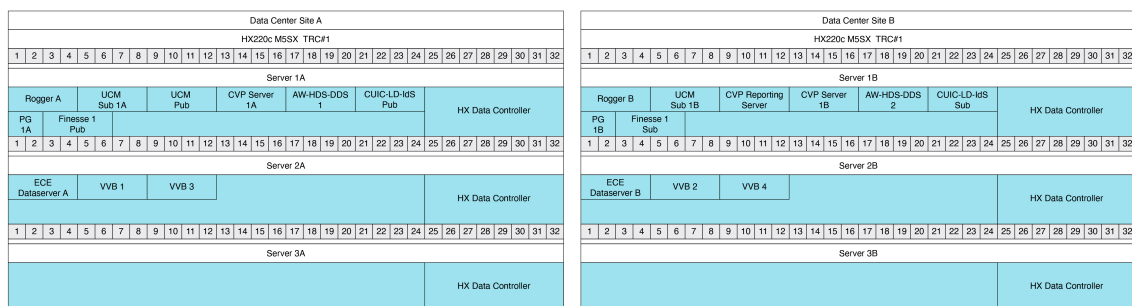 Data Center Site A
HX220c M5SX TRC#1
1 2 3 4 5 6 7 8 9 10 11 12 13 14 15 16 17 18 19 20 21 22 23 24 25 26 27 28 29 30 31 32
Server 1A
Rogger A
UCM
Sub 1A
UCM
Pub
CVP Server
1A
AW-HDS-DDS
1
CUIC-LD-IdS
Pub
HX Data Controller
PG
1A
Finesse 1
Pub
1 2 3 4 5 6 7 8 9 10 11 12 13 14 15 16 17 18 19 20 21 22 23 24 25 26 27 28 29 30 31 32
Server 2A
ECE
Dataserver A
VVB 1
VVB 3
HX Data Controller
1 2 3 4 5 6 7 8 9 10 11 12 13 14 15 16 17 18 19 20 21 22 23 24 25 26 27 28 29 30 31 32
Server 3A
HX Data Controller
Data Center Site B
HX220c M5SX TRC#1
1 2 3 4 5 6 7 8 9 10 11 12 13 14 15 16 17 18 19 20 21 22 23 24 25 26 27 28 29 30 31 32
Server 1B
Rogger B
UCM
Sub 1B
CVP Reporting
Server
CVP Server
1B
AW-HDS-DDS
2
CUIC-LD-IdS
Sub
HX Data Controller
PG
1B
Finesse 1
Sub
1 2 3 4 5 6 7 8 9 10 11 12 13 14 15 16 17 18 19 20 21 22 23 24 25 26 27 28 29 30 31 32
Server 2B
ECE
Dataserver B
VVB 2
VVB 4
HX Data Controller
1 2 3 4 5 6 7 8 9 10 11 12 13 14 15 16 17 18 19 20 21 22 23 24 25 26 27 28 29 30 31 32
Server 3B
HX Data Controller